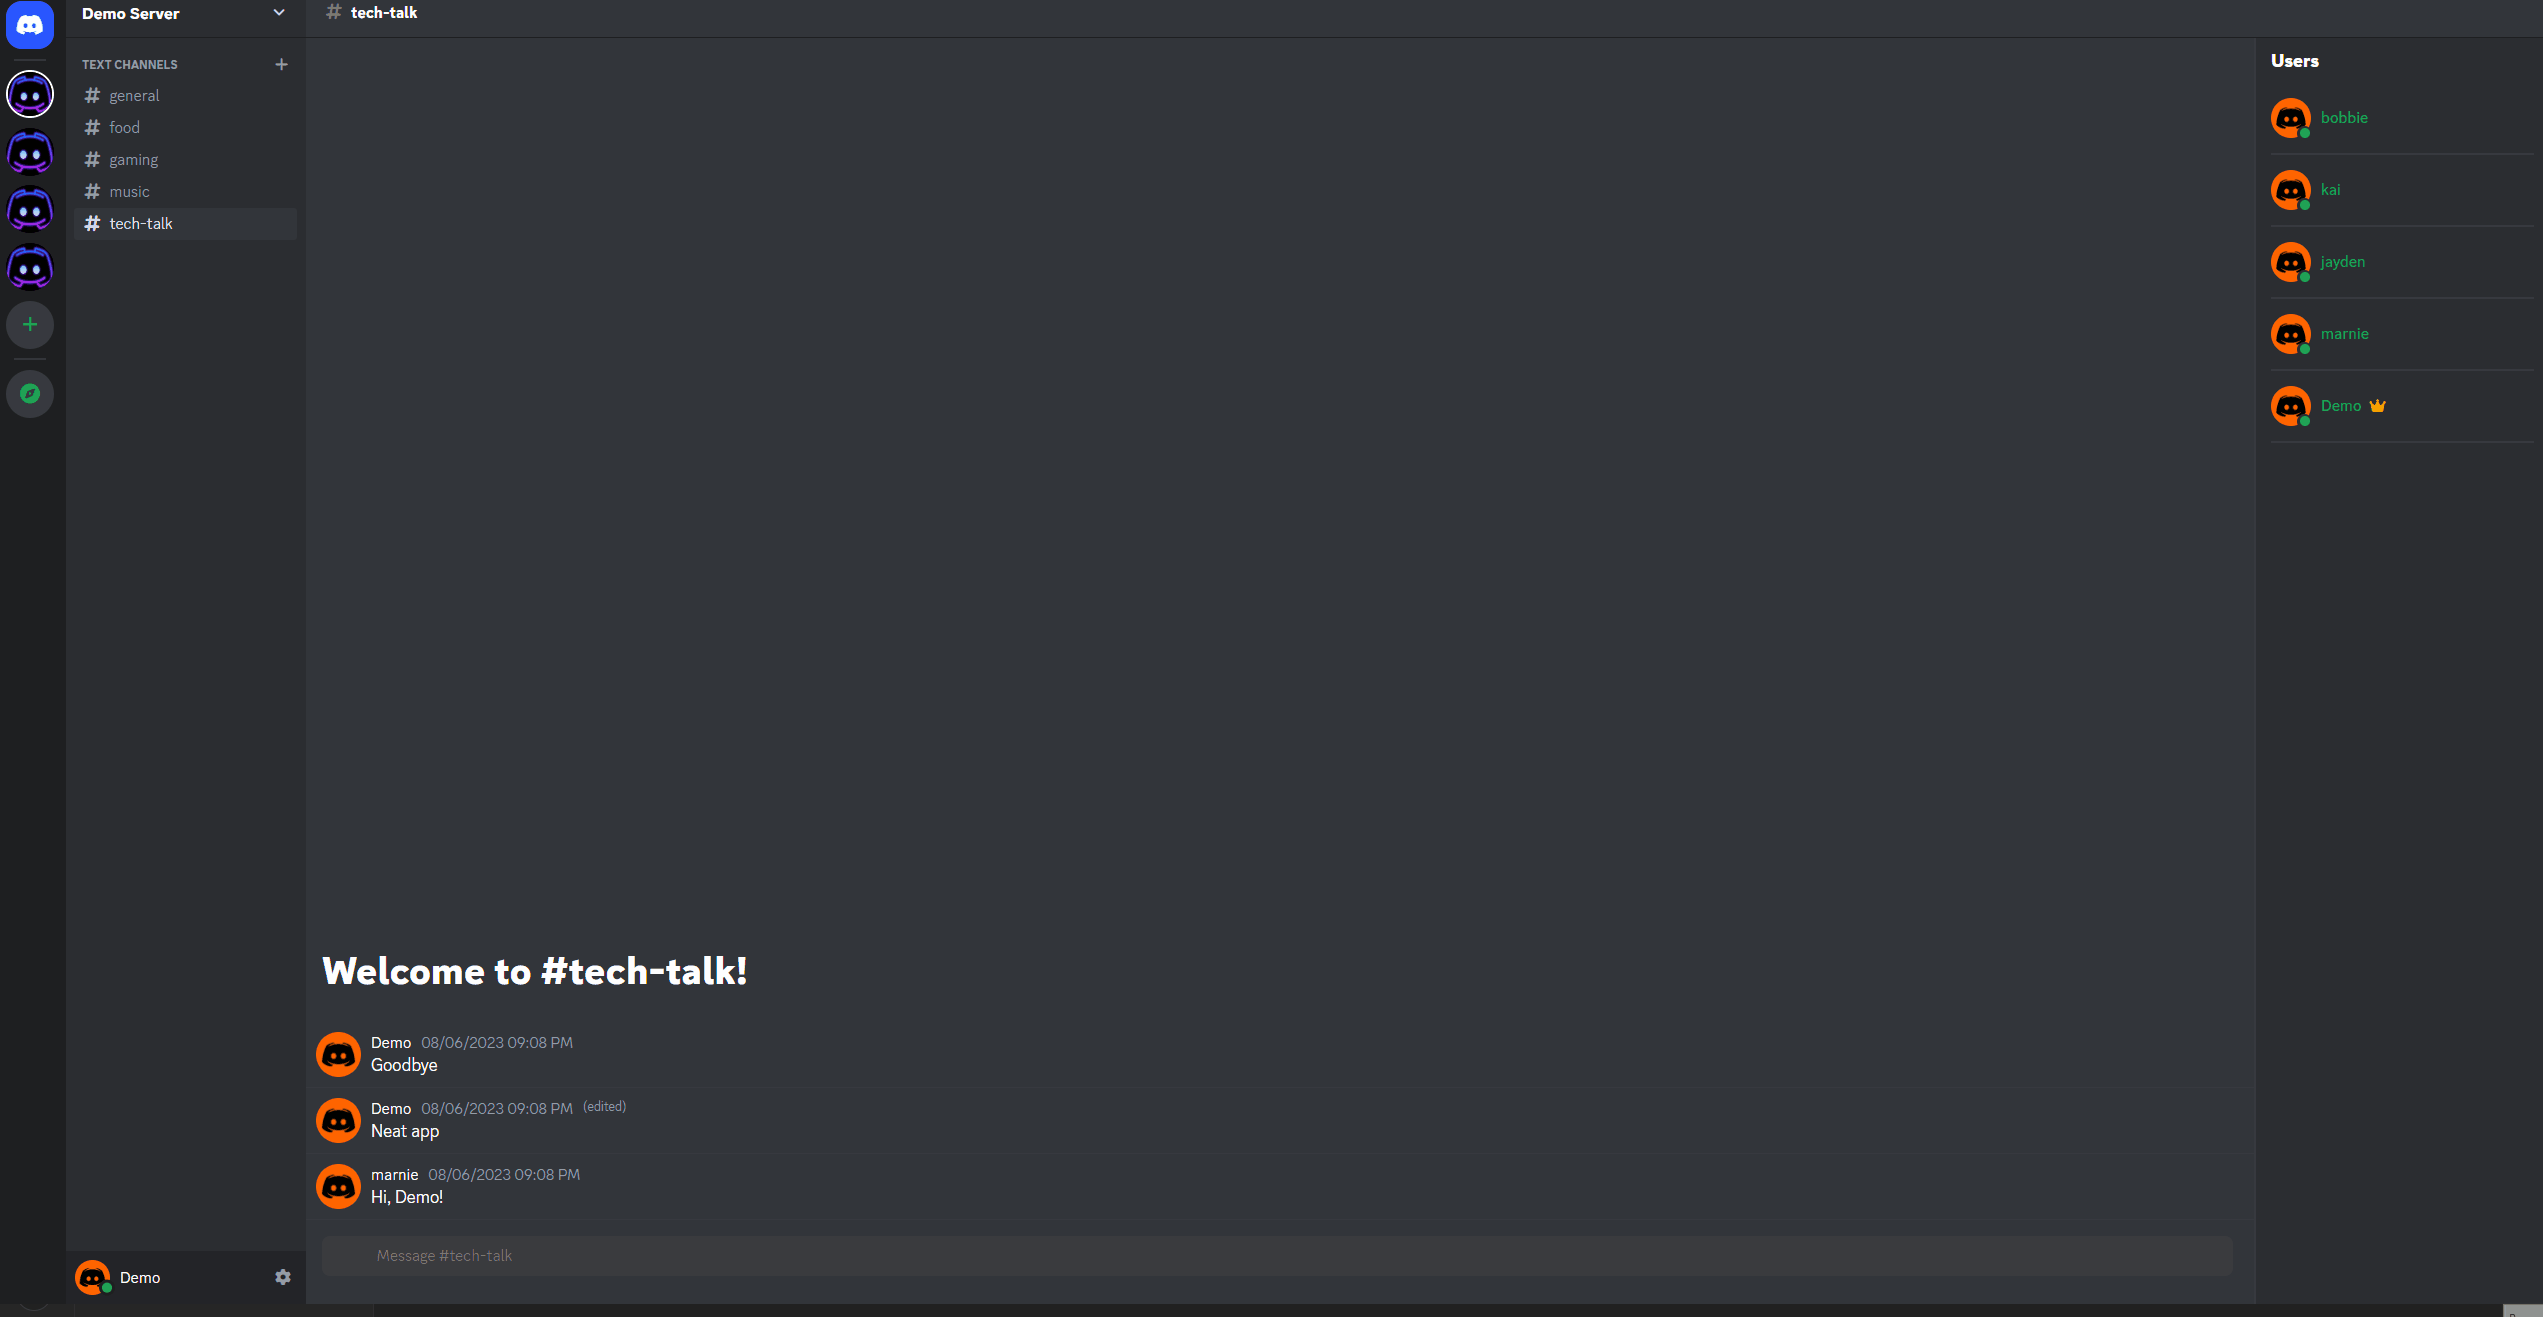 Demo Server
TEXT CHANNELS
# general
# food
# gaming
# music
# tech-talk
Demo
# tech-talk
Welcome to #tech-talk!
Demo 08/06/2023 09:08 PM
Goodbye
Demo 08/06/2023 09:08 PM (edited)
Neat app
marnie 08/06/2023 09:08 PM
Hi, Demo!
Message #tech-talk
Users
bobbie
kai
jayden
marnie
Demo